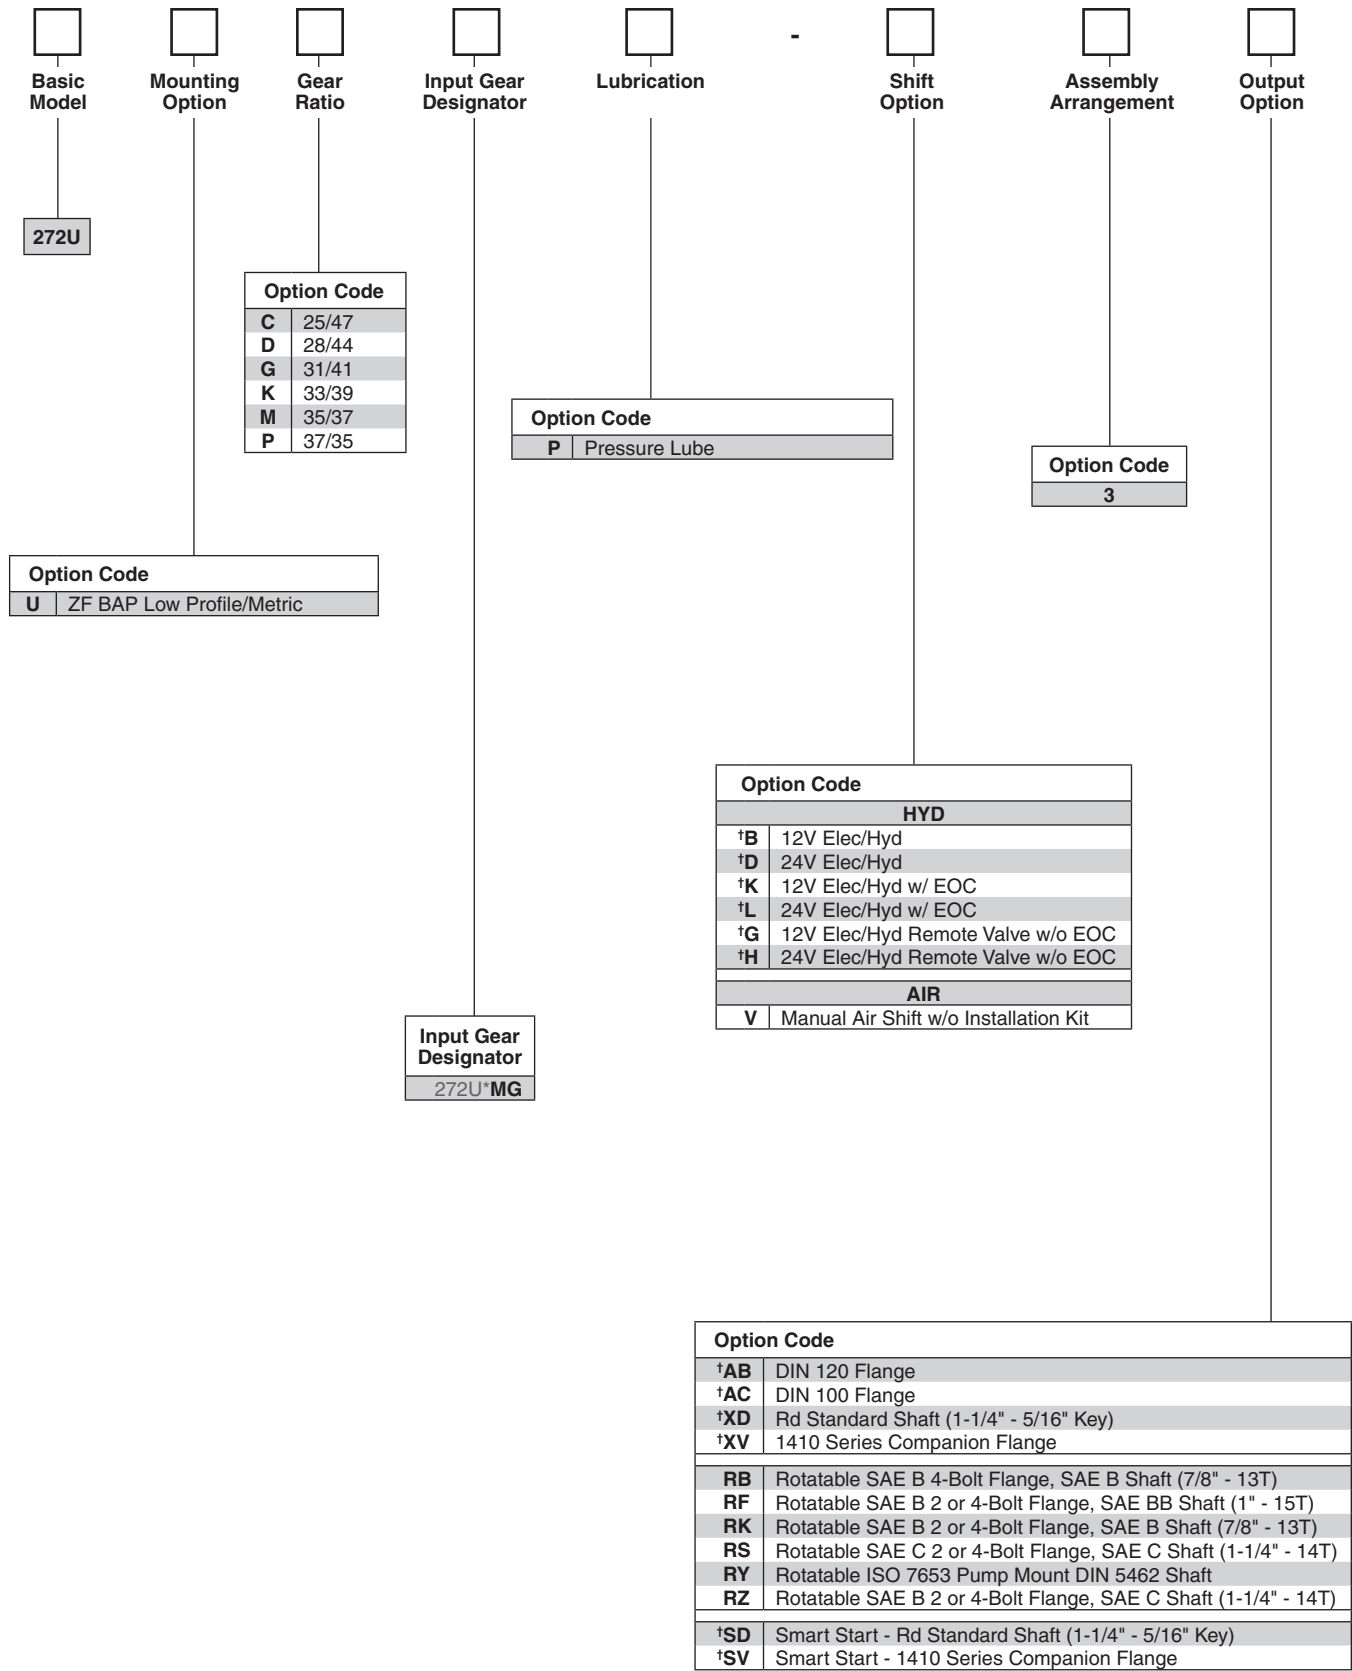 -
Basic
Model
Mounting
Option
Gear
Ratio
Input Gear
Designator
Lubrication
Shift
Option
Assembly
Arrangement
Output
Option
272U
Option Code
C 25/47
D 28/44
G 31/41
K 33/39
M 35/37
P 37/35
Option Code
P Pressure Lube
Option Code
3
Option Code
U ZF BAP Low Profile/Metric
Option Code
HYD
†B 12V Elec/Hyd
†D 24V Elec/Hyd
†K 12V Elec/Hyd w/ EOC
†L 24V Elec/Hyd w/ EOC
†G 12V Elec/Hyd Remote Valve w/o EOC
†H 24V Elec/Hyd Remote Valve w/o EOC
AIR
V Manual Air Shift w/o Installation Kit
Input Gear
Designator
272U*MG
Option Code
†AB DIN 120 Flange
†AC DIN 100 Flange
†XD Rd Standard Shaft (1-1/4" - 5/16" Key)
†XV 1410 Series Companion Flange
RB Rotatable SAE B 4-Bolt Flange, SAE B Shaft (7/8" - 13T)
RF Rotatable SAE B 2 or 4-Bolt Flange, SAE BB Shaft (1" - 15T)
RK Rotatable SAE B 2 or 4-Bolt Flange, SAE B Shaft (7/8" - 13T)
RS Rotatable SAE C 2 or 4-Bolt Flange, SAE C Shaft (1-1/4" - 14T)
RY Rotatable ISO 7653 Pump Mount DIN 5462 Shaft
RZ Rotatable SAE B 2 or 4-Bolt Flange, SAE C Shaft (1-1/4" - 14T)
†SD Smart Start - Rd Standard Shaft (1-1/4" - 5/16" Key)
†SV Smart Start - 1410 Series Companion Flange